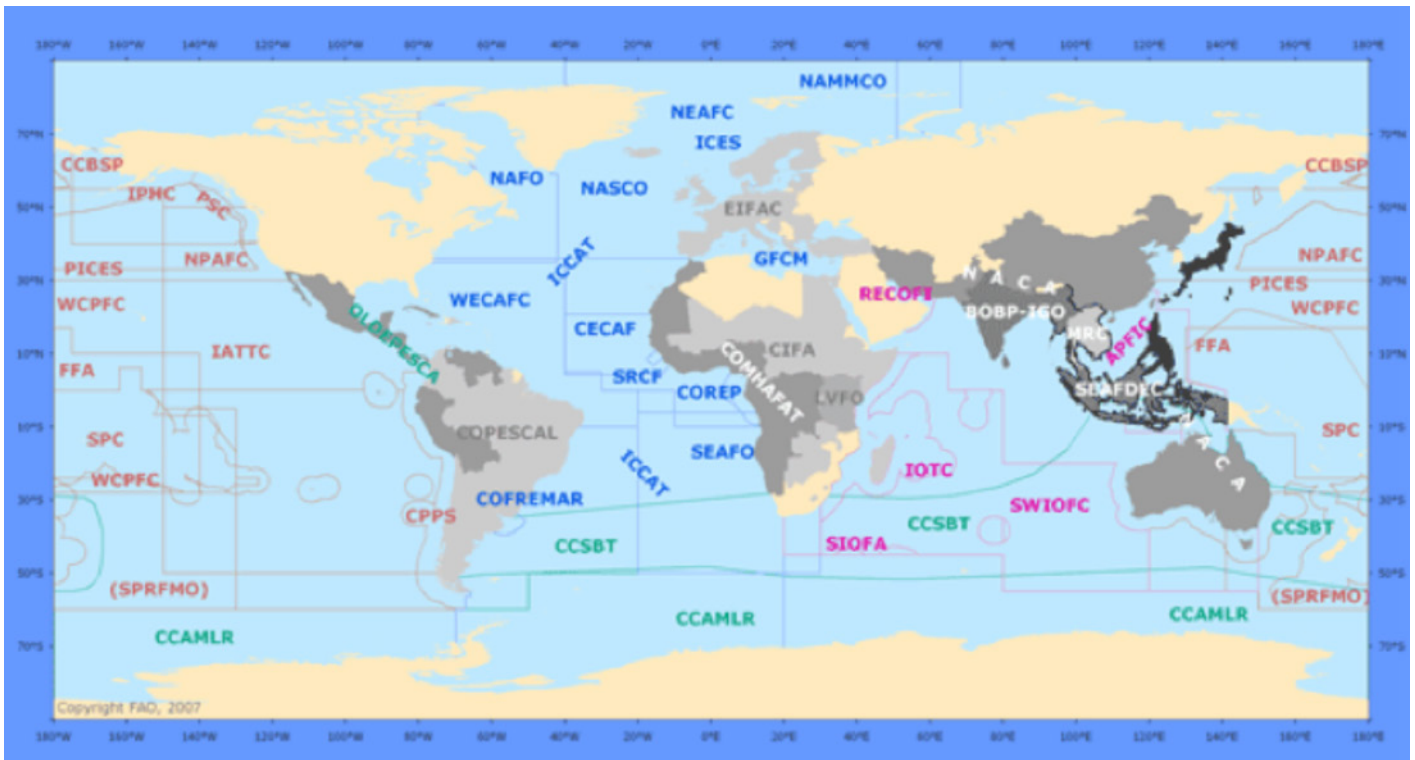 180°W 160°W 140°W 120°W 100°W 80°W 60°W 40°W 20°W 0°E 20°E 40°E 60°E 80°E 100°E 120°E 140°E 160°E 180°E
NAMMCO
NEAFC
70°N 70°N
ICES
CCBSP CCBSP
NAFO
IPHC NASCO
PSC
50°N EIFAC 50°N
ICCAT
NPAFC GFCM NPAFC
PICES
30°N N A C A 30°N
PICES
RECOFI
WCPFC WECAFC WCPFC
BOBP-IGO
OLDEPESCA
CECAF MRC
APFIC
IATTC CIFA FFA
10°N 10°N
FFA
SRCF COMHAFAT
COREP SEAFDEC
LVFO
10°S COPESCAL N A C A SPC 10°S
SPC
SEAFO
ICCAT IOTC
WCPFC
30°S COFREMAR SWIOFC 30°S
CPPS
CCSBT CCSBT
CCSBT SIOFA
50°S 50°S
(SPRFMO) (SPRFMO)
CCAMLR CCAMLR
CCAMLR
70°S 70°S
Copyright FAO, 2007
180°W 160°W 140°W 120°W 100°W 80°W 60°W 40°W 20°W 0°E 20°E 40°E 60°E 80°E 100°E 120°E 140°E 160°E 180°E